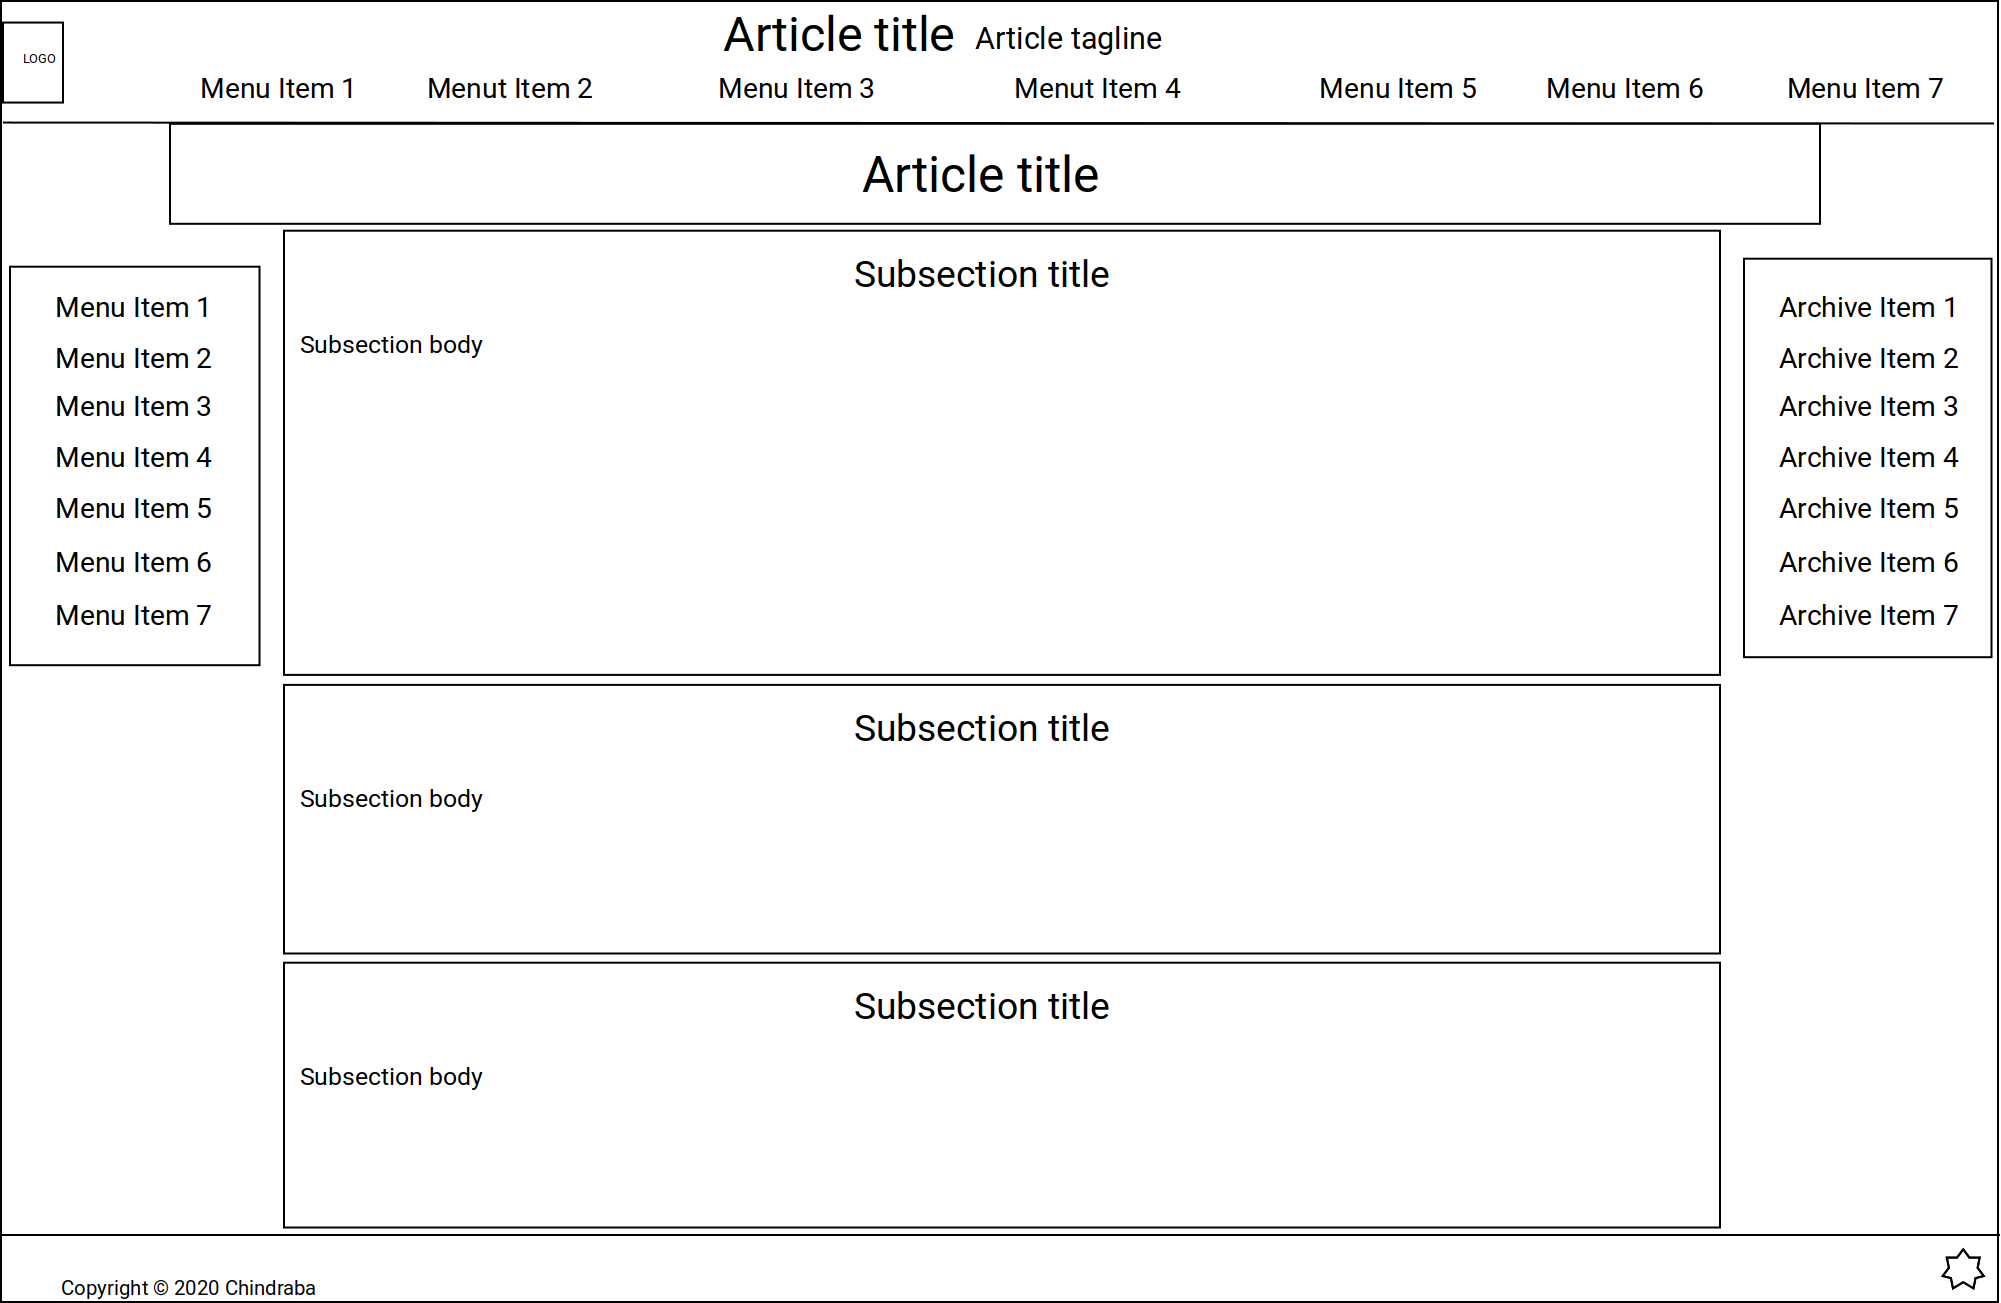 Article title Article tagline
LOGO
Menu Item 1 Menut Item 2 Menu Item 3 Menut Item 4 Menu Item 5 Menu Item 6 Menu Item 7
Article title
Menu Item 1
Menu Item 2
Menu Item 3
Menu Item 4
Menu Item 5
Menu Item 6
Menu Item 7
Subsection title
Subsection body
Subsection title
Subsection body
Subsection title
Subsection body
Archive Item 1
Archive Item 2
Archive Item 3
Archive Item 4
Archive Item 5
Archive Item 6
Archive Item 7
Copyright © 2020 Chindraba